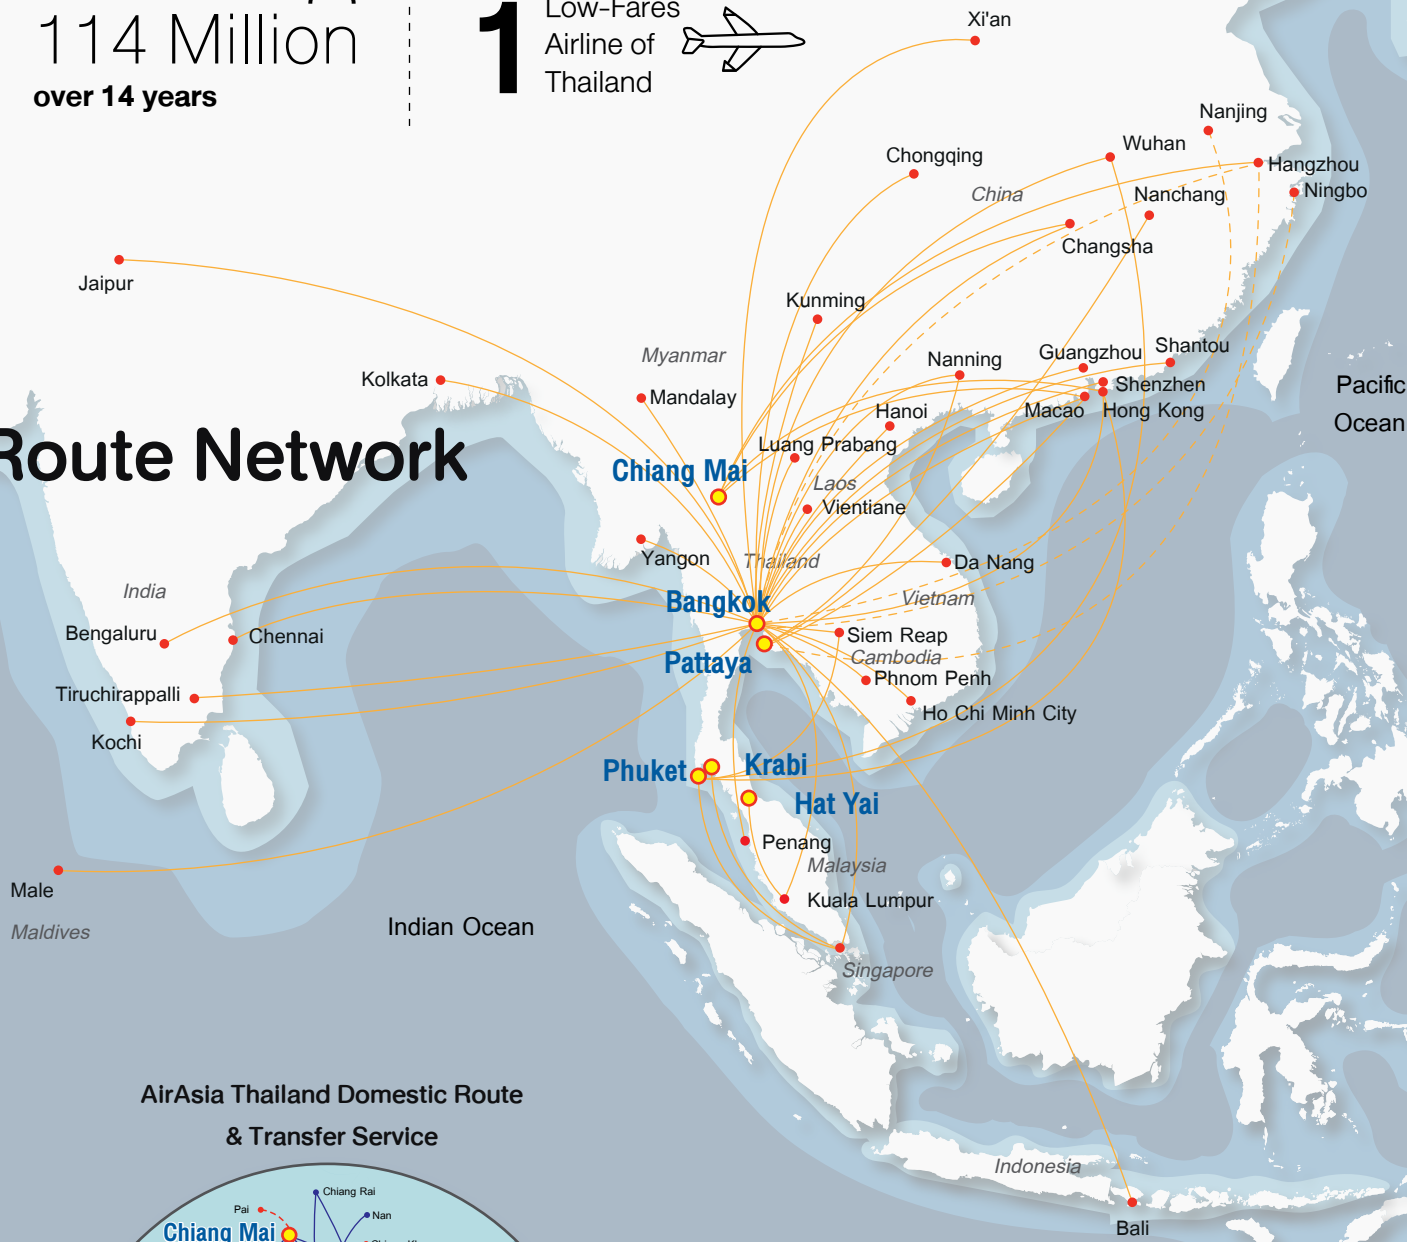 114 Million
over 14 years
1
Low-Fares
Airline of
Thailand
Xi'an
Nanjing
Wuhan
Chongqing
Hangzhou
China
Nanchang
Ningbo
Changsha
Jaipur
Kunming
Myanmar
Nanning
Guangzhou
Shantou
Kolkata
Mandalay
Shenzhen
Pacific
Ocean
Hanoi
Macao
Hong Kong
Luang Prabang
Route Network
Chiang Mai
Laos
Vientiane
Yangon
Thailand
Da Nang
India
Bangkok
Vietnam
Bengaluru
Chennai
Siem Reap
Pattaya
Cambodia
Phnom Penh
Tiruchirappalli
Ho Chi Minh City
Kochi
Phuket
Krabi
Hat Yai
Penang
Malaysia
Male
Kuala Lumpur
Maldives
Indian Ocean
Singapore
AirAsia Thailand Domestic Route
& Transfer Service
Indonesia
Chiang Rai
Pai
Nan
Chiang Mai
Bali